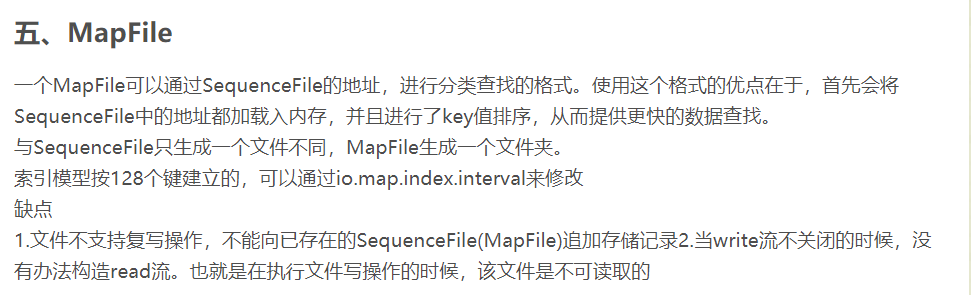 五、MapFile
一个MapFile可以通过SequenceFile的地址，进行分类查找的格式。使用这个格式的优点在于，首先会将
SequenceFile中的地址都加载入内存，并且进行了key值排序，从而提供更快的数据查找。
与SequenceFile只生成一个文件不同，MapFile生成一个文件夹。
索引模型按128个键建立的，可以通过io.map.index.interval来修改
缺点
1.文件不支持复写操作，不能向已存在的SequenceFile(MapFile)追加存储记录2.当write流不关闭的时候，没
有办法构造read流。也就是在执行文件写操作的时候，该文件是不可读取的